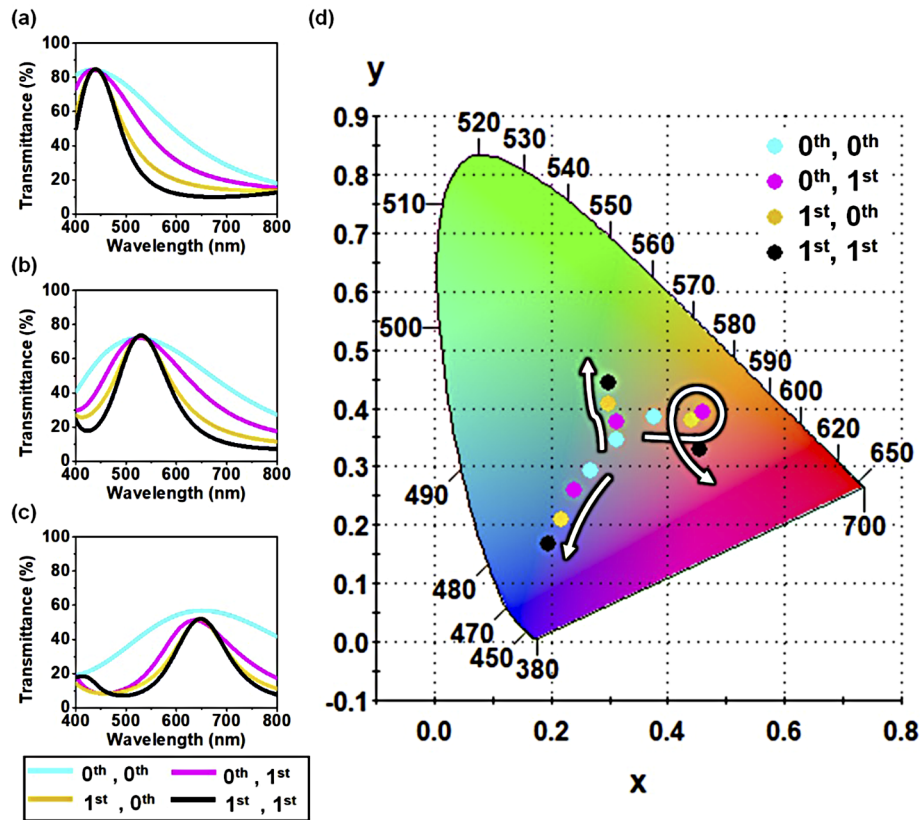 (a)
Transmittance (%)
100
80
60
40
20
0
400 500 600 700 800
Wavelength (nm)
(b)
Transmittance (%)
100
80
60
40
20
0
400 500 600 700 800
Wavelength (nm)
(c)
Transmittance (%)
100
80
60
40
20
0
400 500 600 700 800
Wavelength (nm)
0th , 0th 0th , 1st
1st , 0th 1st , 1st
(d)
y
0.9
0.8
0.7
0.6
0.5
0.4
0.3
0.2
0.1
0.0
-0.1
0.0 0.2 0.4 0.6 0.8
x
520
530
540
550
560
570
580
590
600
620
650
700
510
500
490
480
470
450
380
0th, 0th
0th, 1st
1st, 0th
1st, 1st